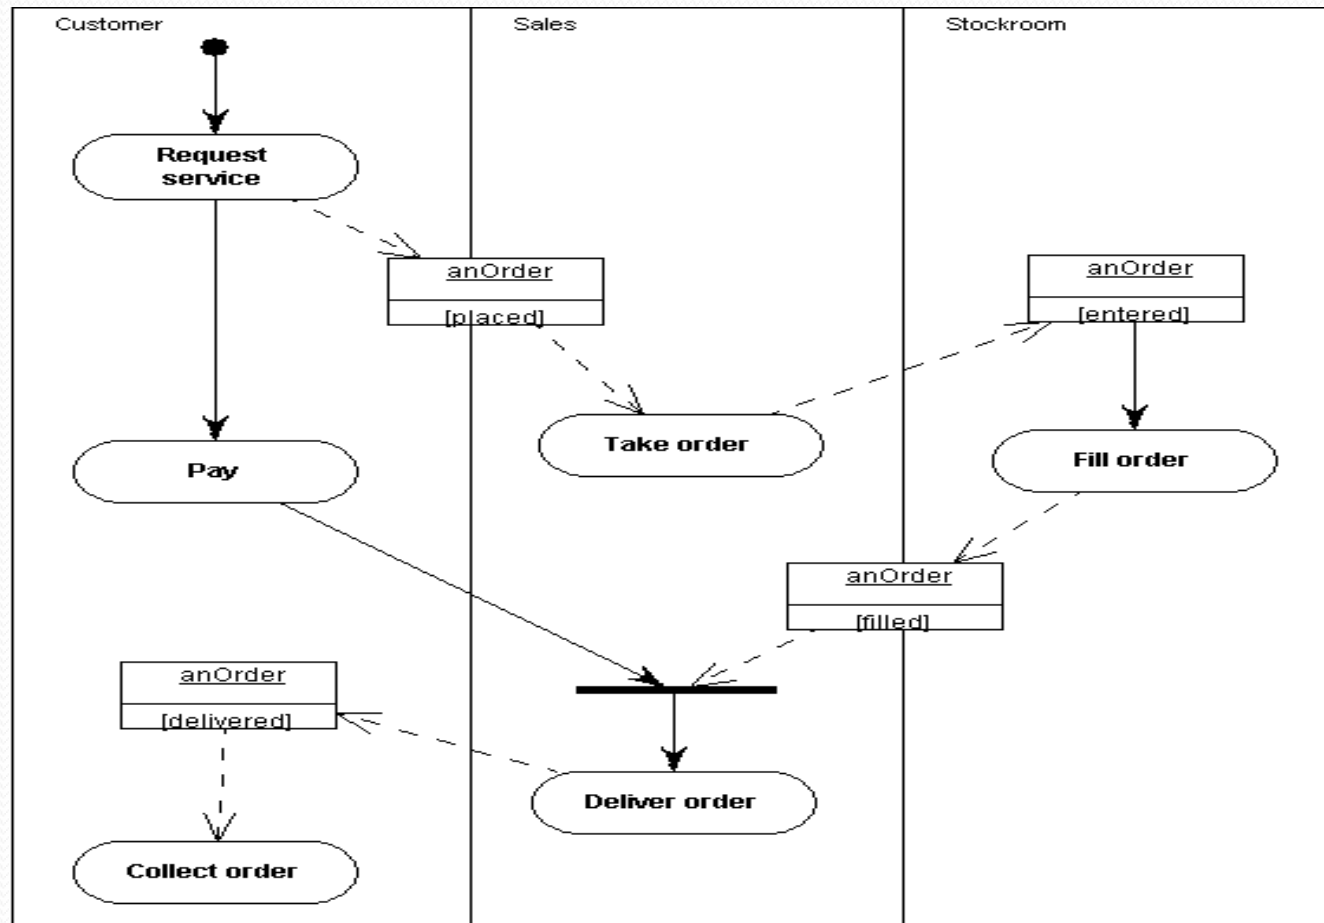 Customer
Sales
Stockroom
Request
service
anOrder
[placed]
anOrder
[entered]
Take order
Fill order
Pay
anOrder
[filled]
anOrder
[delivered]
Deliver order
Collect order